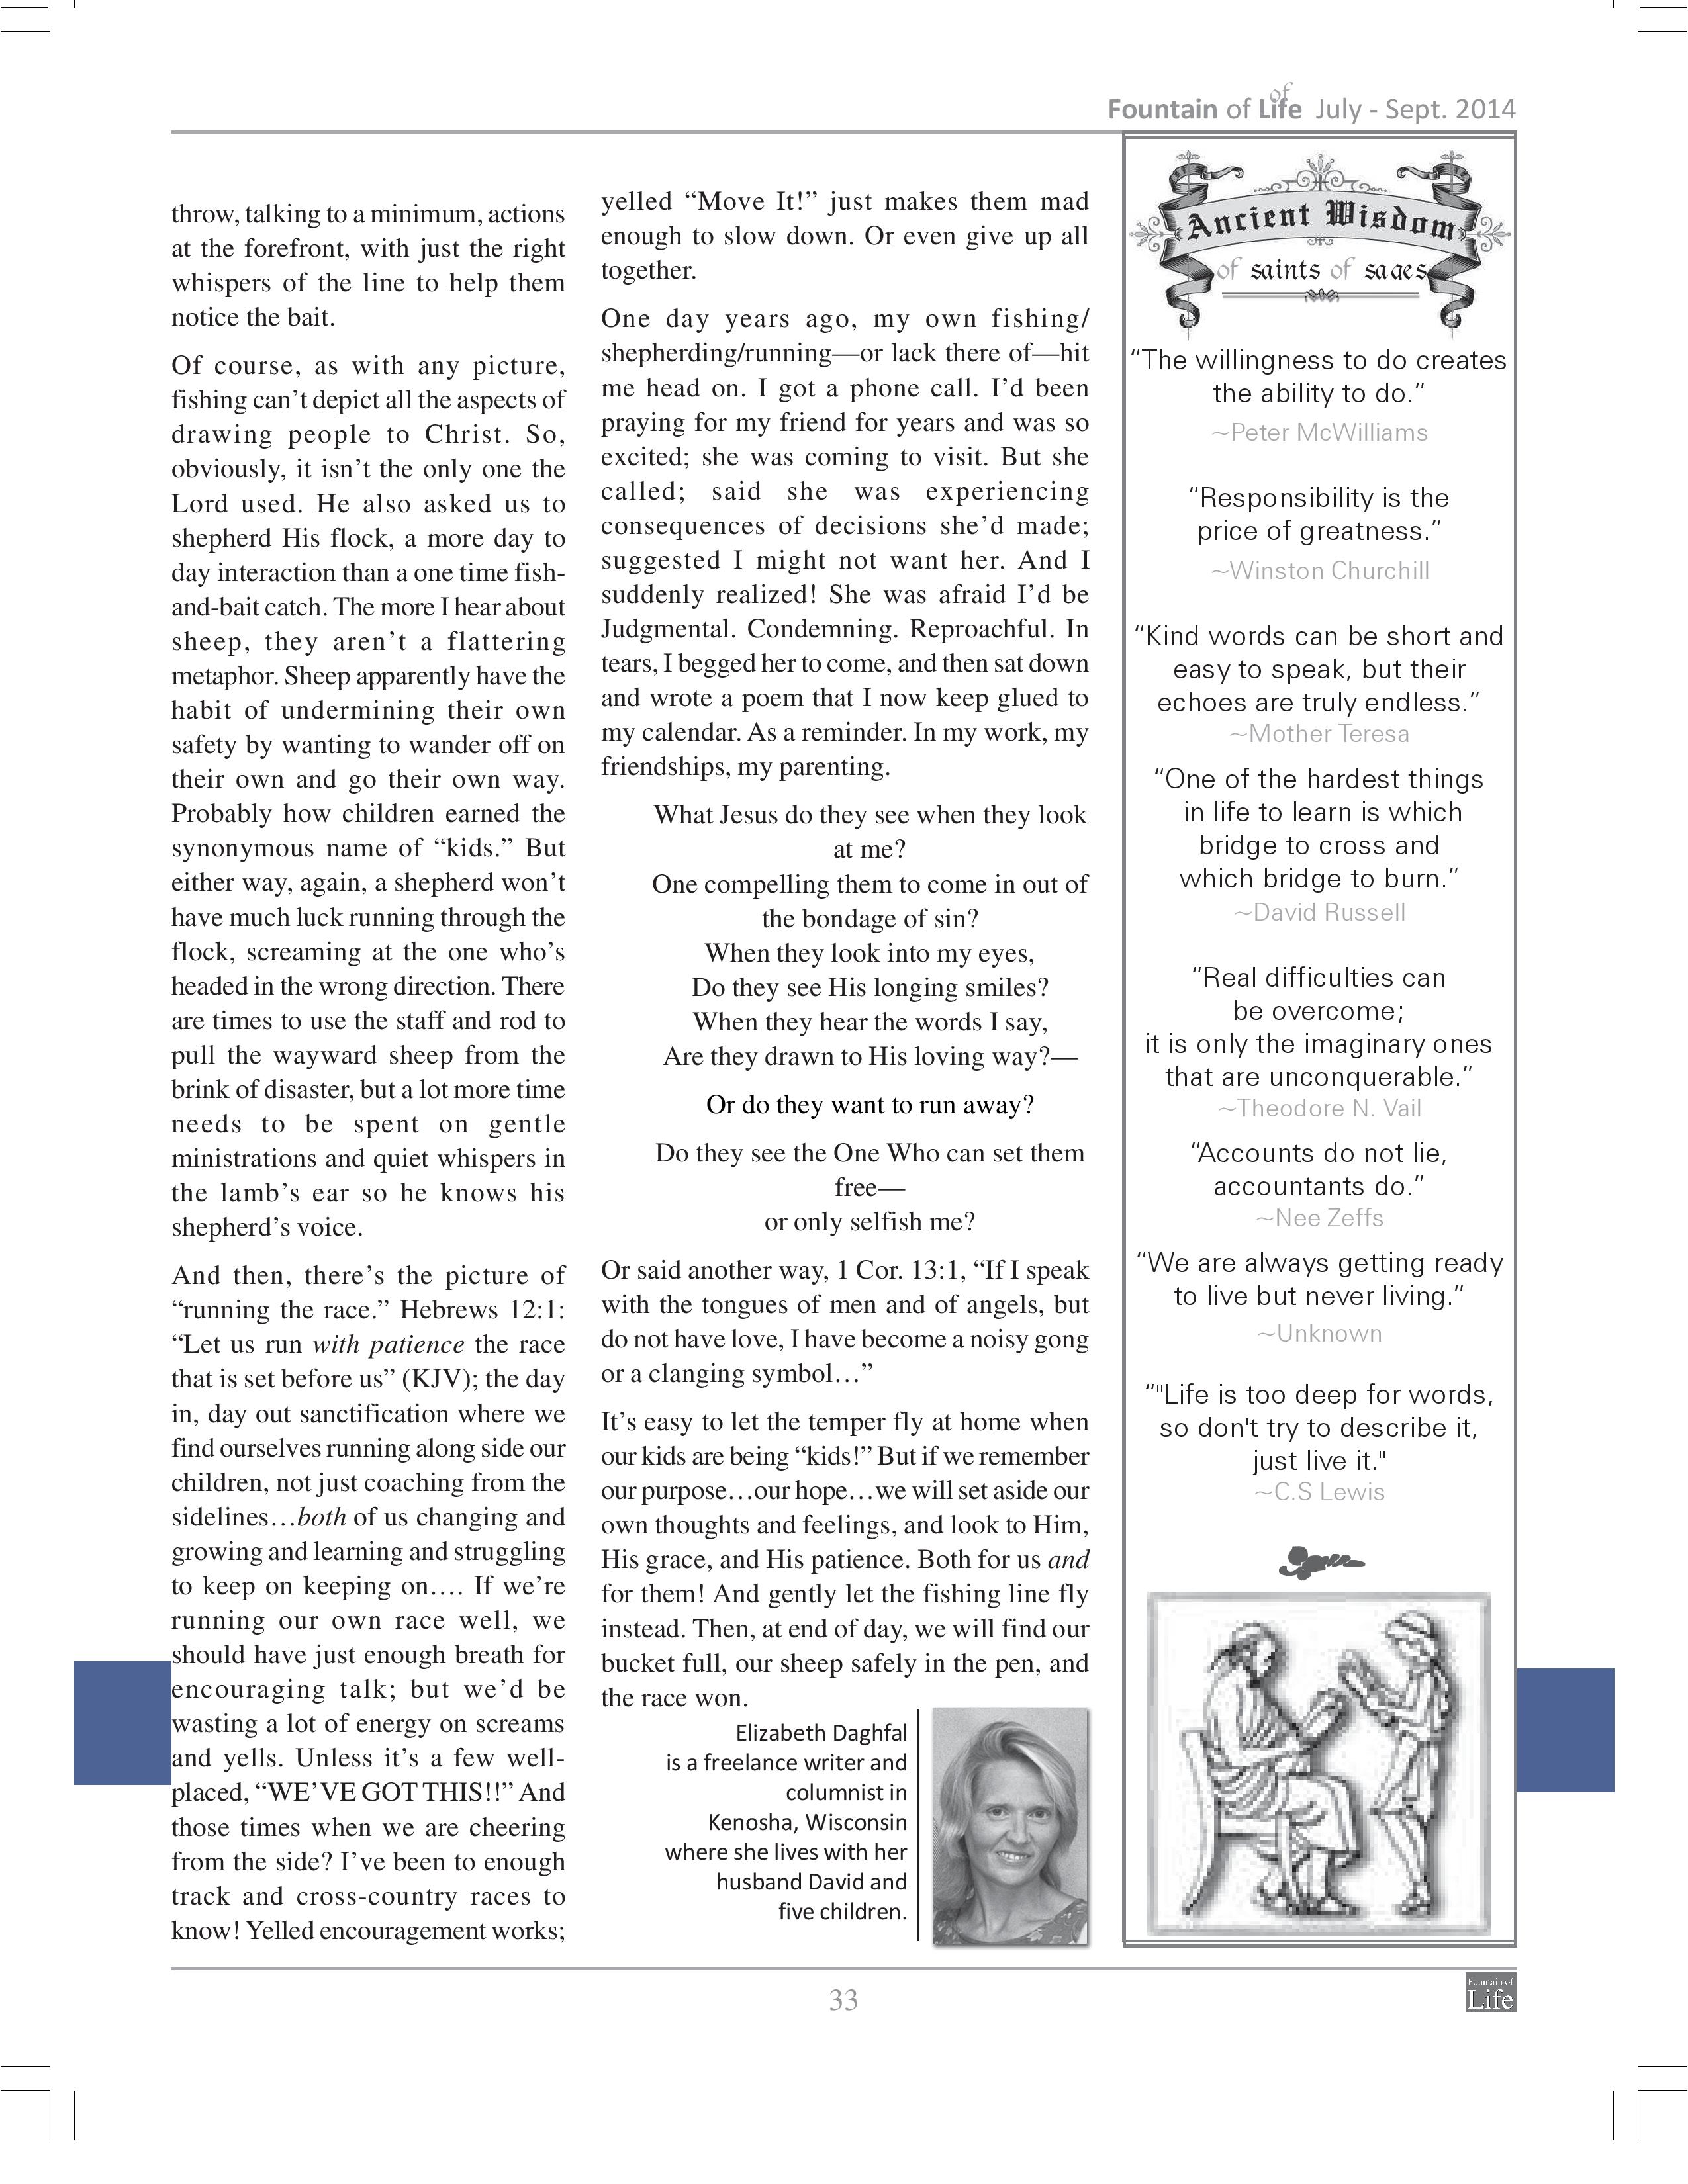 Fountain of Life July - Sept. 2014
of
throw, talking to a minimum, actions
at the forefront, with just the right
whispers of the line to help them
notice the bait.
Of course, as with any picture,
fishing can’t depict all the aspects of
drawing people to Christ. So,
obviously, it isn’t the only one the
Lord used. He also asked us to
shepherd His flock, a more day to
day interaction than a one time fish-
and-bait catch. The more I hear about
sheep, they aren’t a flattering
metaphor. Sheep apparently have the
habit of undermining their own
safety by wanting to wander off on
their own and go their own way.
Probably how children earned the
synonymous name of “kids.” But
either way, again, a shepherd won’t
have much luck running through the
flock, screaming at the one who’s
headed in the wrong direction. There
are times to use the staff and rod to
pull the wayward sheep from the
brink of disaster, but a lot more time
needs to be spent on gentle
ministrations and quiet whispers in
the lamb’s ear so he knows his
shepherd’s voice.
And then, there’s the picture of
“running the race.” Hebrews 12:1:
“Let us run with patience the race
that is set before us” (KJV); the day
in, day out sanctification where we
find ourselves running along side our
children, not just coaching from the
sidelines…both of us changing and
growing and learning and struggling
to keep on keeping on…. If we’re
running our own race well, we
should have just enough breath for
encouraging talk; but we’d be
wasting a lot of energy on screams
and yells. Unless it’s a few well-
placed, “WE’VE GOT THIS!!” And
those times when we are cheering
from the side? I’ve been to enough
track and cross-country races to
know! Yelled encouragement works;
yelled “Move It!” just makes them mad
enough to slow down. Or even give up all
together.
One day years ago, my own fishing/
shepherding/running—or lack there of—hit
me head on. I got a phone call. I’d been
praying for my friend for years and was so
excited; she was coming to visit. But she
called; said she was experiencing
consequences of decisions she’d made;
suggested I might not want her. And I
suddenly realized! She was afraid I’d be
Judgmental. Condemning. Reproachful. In
tears, I begged her to come, and then sat down
and wrote a poem that I now keep glued to
my calendar. As a reminder. In my work, my
friendships, my parenting.
What Jesus do they see when they look
at me?
One compelling them to come in out of
the bondage of sin?
When they look into my eyes,
Do they see His longing smiles?
When they hear the words I say,
Are they drawn to His loving way?—
Or do they want to run away?
Do they see the One Who can set them
free—
or only selfish me?
Or said another way, 1 Cor. 13:1, “If I speak
with the tongues of men and of angels, but
do not have love, I have become a noisy gong
or a clanging symbol…”
It’s easy to let the temper fly at home when
our kids are being “kids!” But if we remember
our purpose…our hope…we will set aside our
own thoughts and feelings, and look to Him,
His grace, and His patience. Both for us and
for them! And gently let the fishing line fly
instead. Then, at end of day, we will find our
bucket full, our sheep safely in the pen, and
the race won.
Elizabeth Daghfal
is a freelance writer and
columnist in
Kenosha, Wisconsin
where she lives with her
husband David and
five children.
Ancient Wisdom
of saints of sages
“The willingness to do creates
the ability to do.”
~Peter McWilliams
“Responsibility is the
price of greatness.”
~Winston Churchill
“Kind words can be short and
easy to speak, but their
echoes are truly endless.”
~Mother Teresa
“One of the hardest things
in life to learn is which
bridge to cross and
which bridge to burn.”
~David Russell
“Real difficulties can
be overcome;
it is only the imaginary ones
that are unconquerable.”
~Theodore N. Vail
“Accounts do not lie,
accountants do.”
~Nee Zeffs
“We are always getting ready
to live but never living.”
~Unknown
“"Life is too deep for words,
so don't try to describe it,
just live it."
~C.S Lewis
33
Fountain of
Life